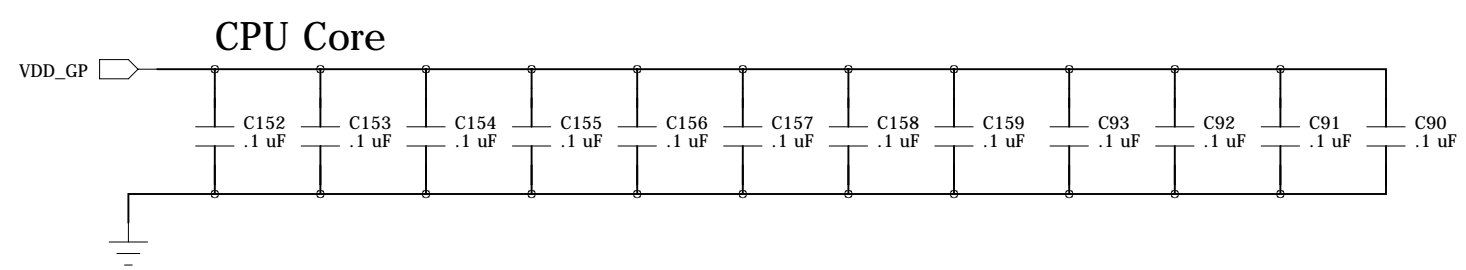 CPU Core
VDD_GP
C152
.1 uF
C153
.1 uF
C154
.1 uF
C155
.1 uF
C156
.1 uF
C157
.1 uF
C158
.1 uF
C159
.1 uF
C93
.1 uF
C92
.1 uF
C91
.1 uF
C90
.1 uF